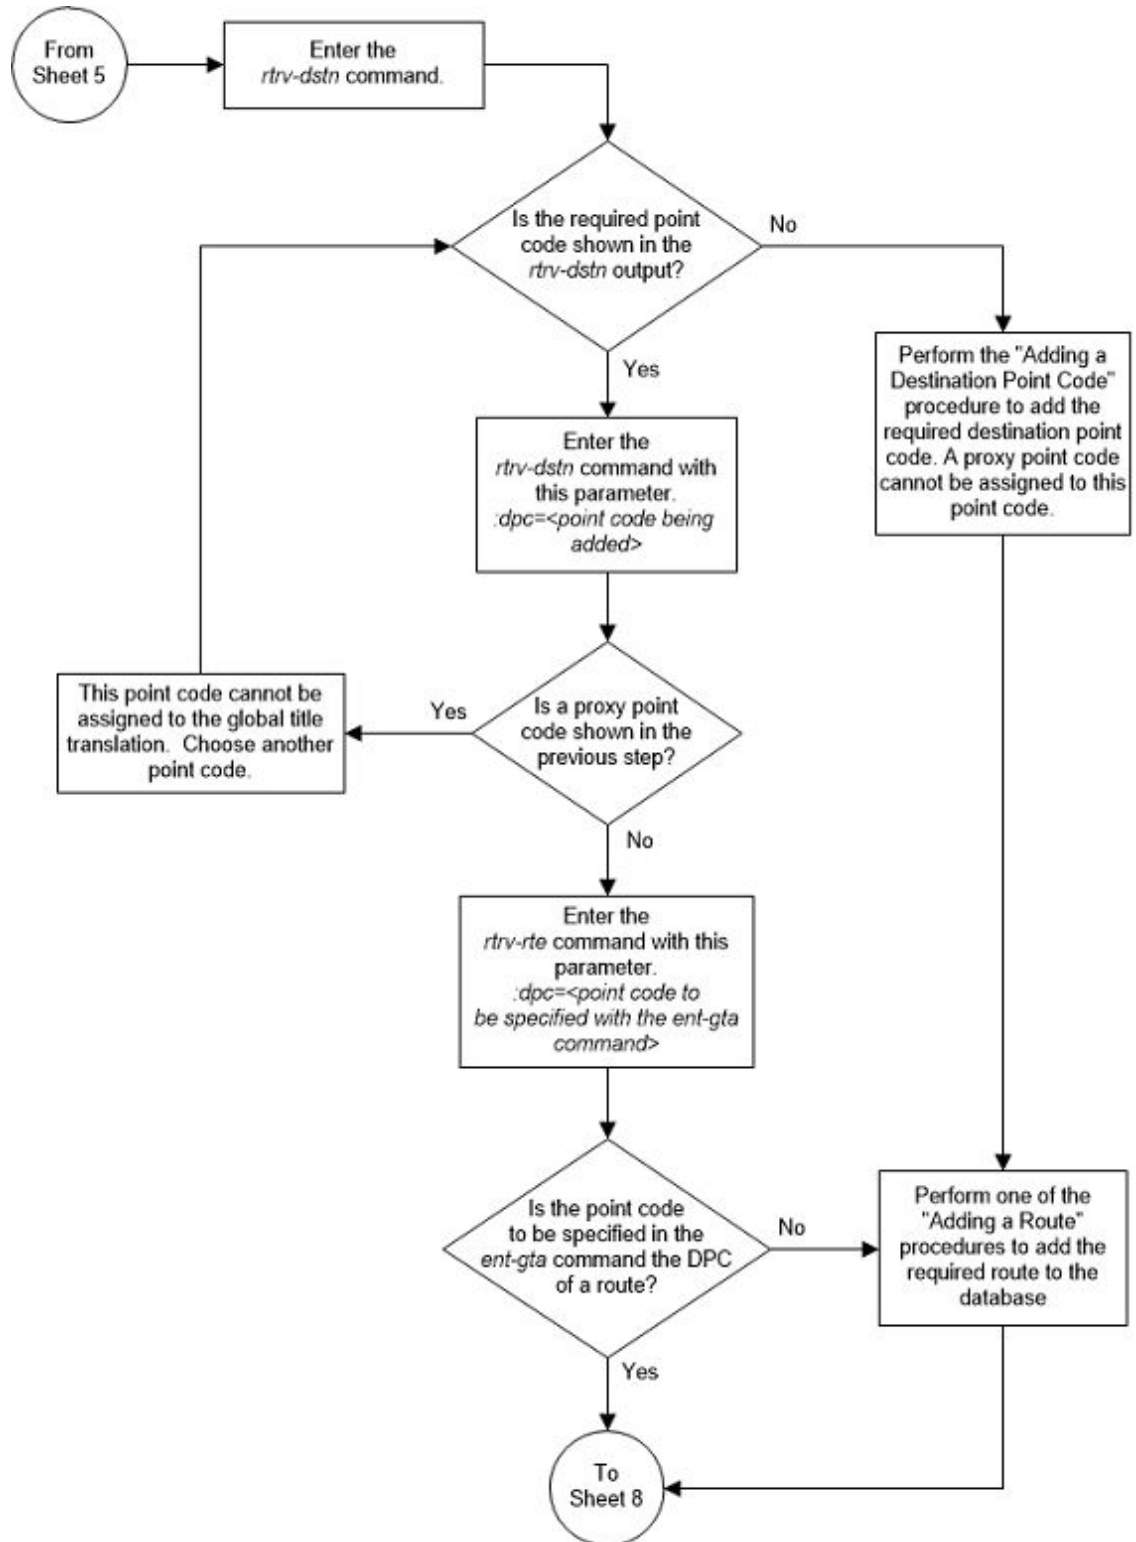 From
Sheet 5
Enter the
rtrv-dstn command.
Is the required point
code shown in the
rtrv-dstn output?
No
Yes
Perform the "Adding a
Destination Point Code"
procedure to add the
required destination point
code. A proxy point code
cannot be assigned to this
point code.
Enter the
rtrv-dstn command with
this parameter.
:dpc=<point code being
added>
This point code cannot be
assigned to the global title
translation. Choose another
point code.
Yes
Is a proxy point
code shown in the
previous step?
No
Enter the
rtrv-rte command with this
parameter.
:dpc=<point code to
be specified with the ent-gta
command>
Is the point code
to be specified in the
ent-gta command the DPC
of a route?
No
Perform one of the
"Adding a Route"
procedures to add the
required route to the
database
Yes
To
Sheet 8